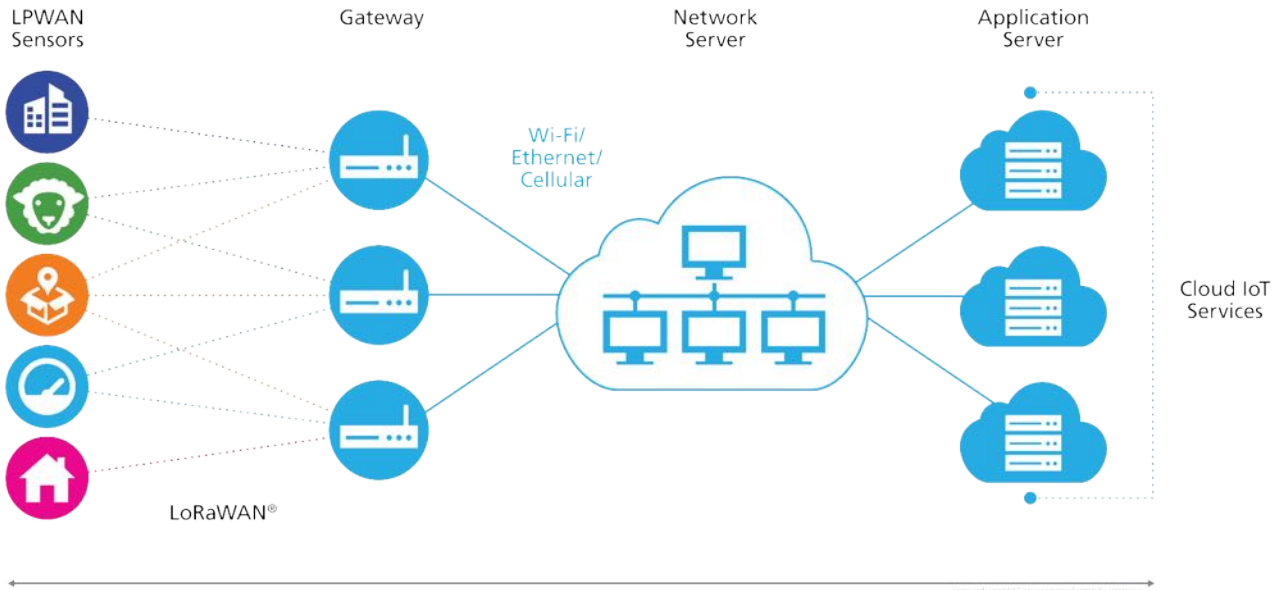 LPWAN
Sensors
Gateway
Network
Server
Application
Server
Wi-Fi/
Ethernet/
Cellular
Cloud IoT
Services
LoRaWAN®